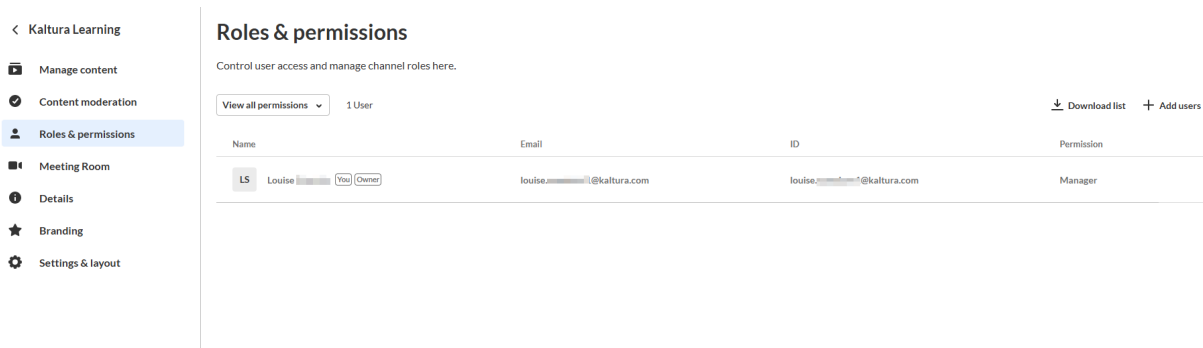 Kaltura Learning
Manage content
Content moderation
Roles & permissions
Meeting Room
Details
Branding
Settings & layout
Roles & permissions
Control user access and manage channel roles here.
View all permissions 1 User Download list Add users
Name Email ID Permission
LS Louise You Owner louise. @kaltura.com louise. @kaltura.com Manager